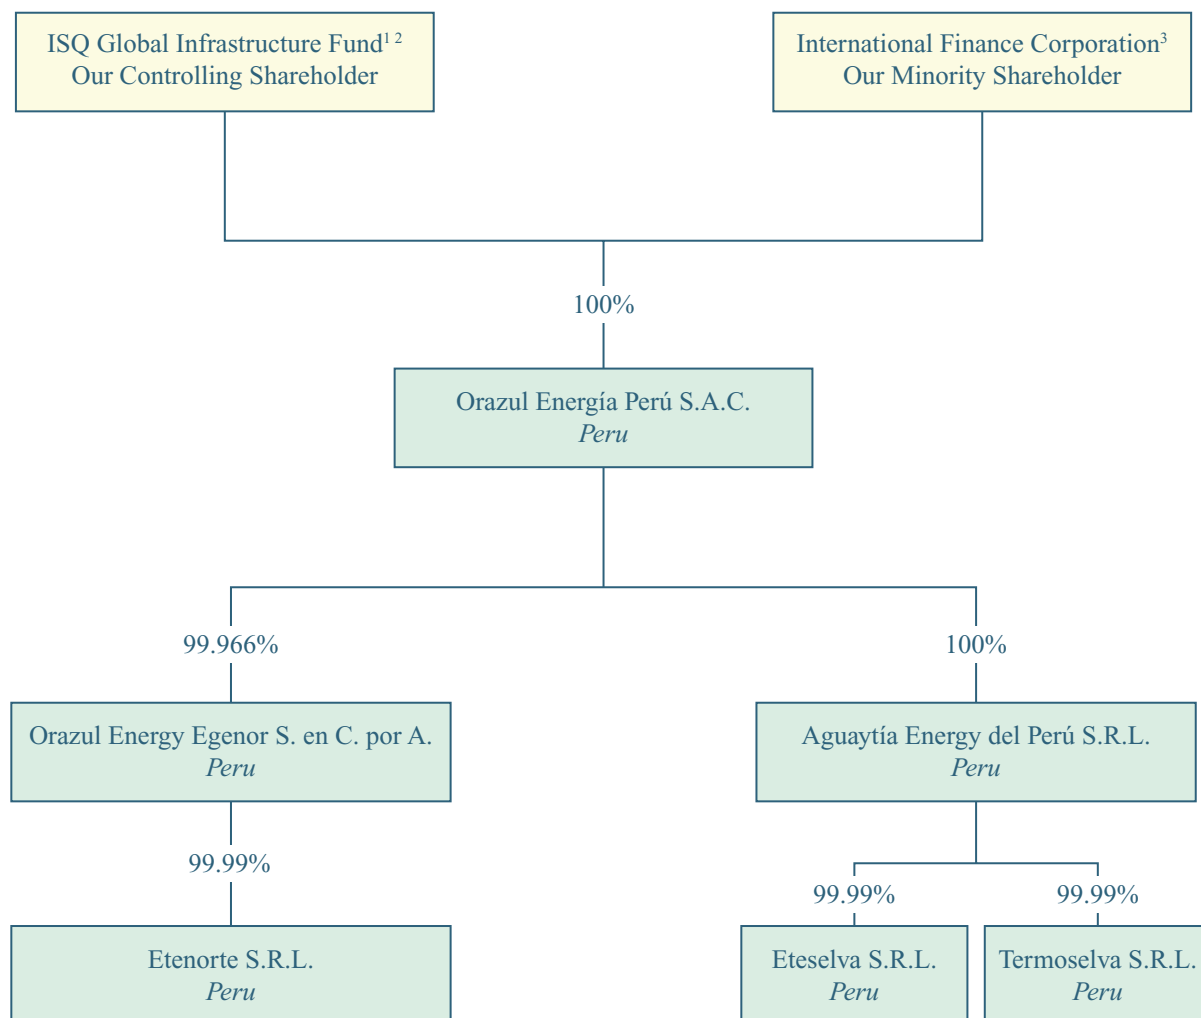 ISQ Global Infrastructure Fund¹ ²
Our Controlling Shareholder
International Finance Corporation³
Our Minority Shareholder
100%
Orazul Energía Perú S.A.C.
Peru
99.966%
100%
Orazul Energy Egenor S. en C. por A.
Peru
Aguaytía Energy del Perú S.R.L.
Peru
99.99%
99.99%
99.99%
Etenorte S.R.L.
Peru
Eteselva S.R.L.
Peru
Termoselva S.R.L.
Peru